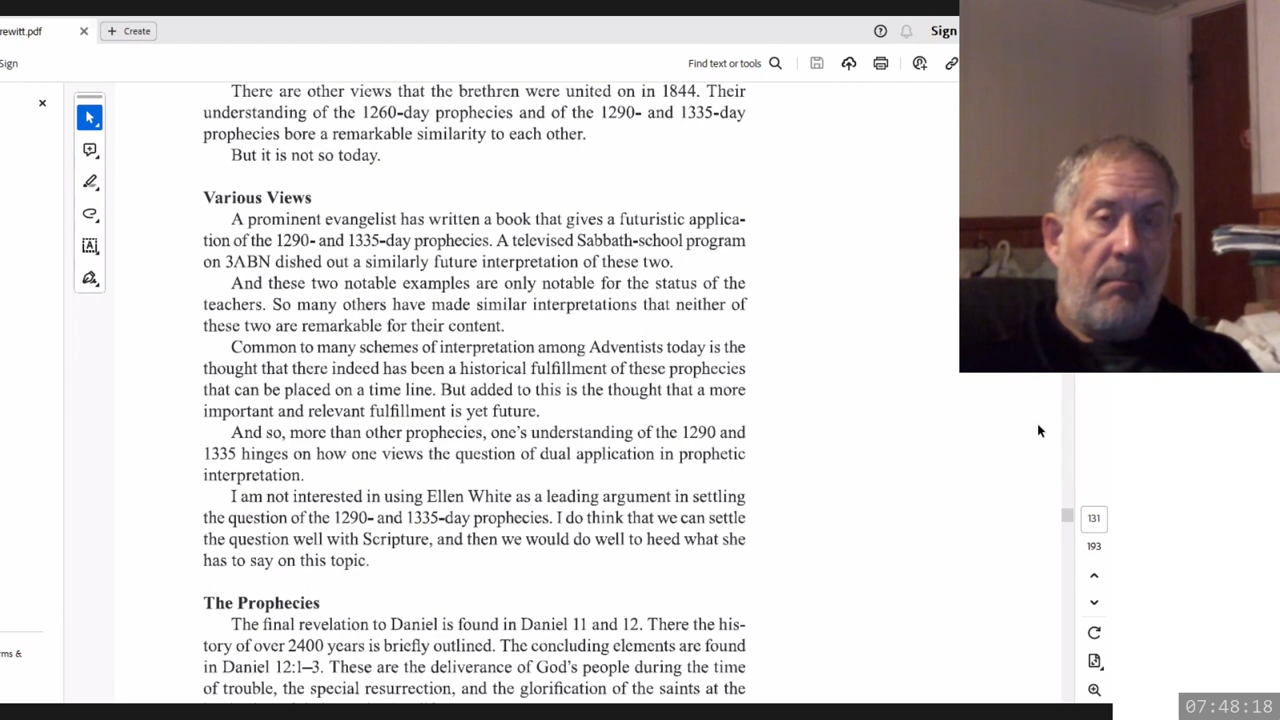 rewitt.pdf
Create
Sign
Sign
Find text or tools
There are other views that the brethren were united on in 1844. Their
understanding of the 1260-day prophecies and of the 1290- and 1335-day
prophecies bore a remarkable similarity to each other.
But it is not so today.
Various Views
A prominent evangelist has written a book that gives a futuristic applica-
tion of the 1290- and 1335-day prophecies. A televised Sabbath-school program
on 3ABN dished out a similarly future interpretation of these two.
And these two notable examples are only notable for the status of the
teachers. So many others have made similar interpretations that neither of
these two are remarkable for their content.
Common to many schemes of interpretation among Adventists today is the
thought that there indeed has been a historical fulfillment of these prophecies
that can be placed on a time line. But added to this is the thought that a more
important and relevant fulfillment is yet future.
And so, more than other prophecies, one's understanding of the 1290 and
1335 hinges on how one views the question of dual application in prophetic
interpretation.
I am not interested in using Ellen White as a leading argument in settling
the question of the 1290- and 1335-day prophecies. I do think that we can settle
the question well with Scripture, and then we would do well to heed what she
has to say on this topic.
The Prophecies
The final revelation to Daniel is found in Daniel 11 and 12. There the his-
tory of over 2400 years is briefly outlined. The concluding elements are found
in Daniel 12:1–3. These are the deliverance of God's people during the time
of trouble, the special resurrection, and the glorification of the saints at the
131
193
rms &
07:48:18